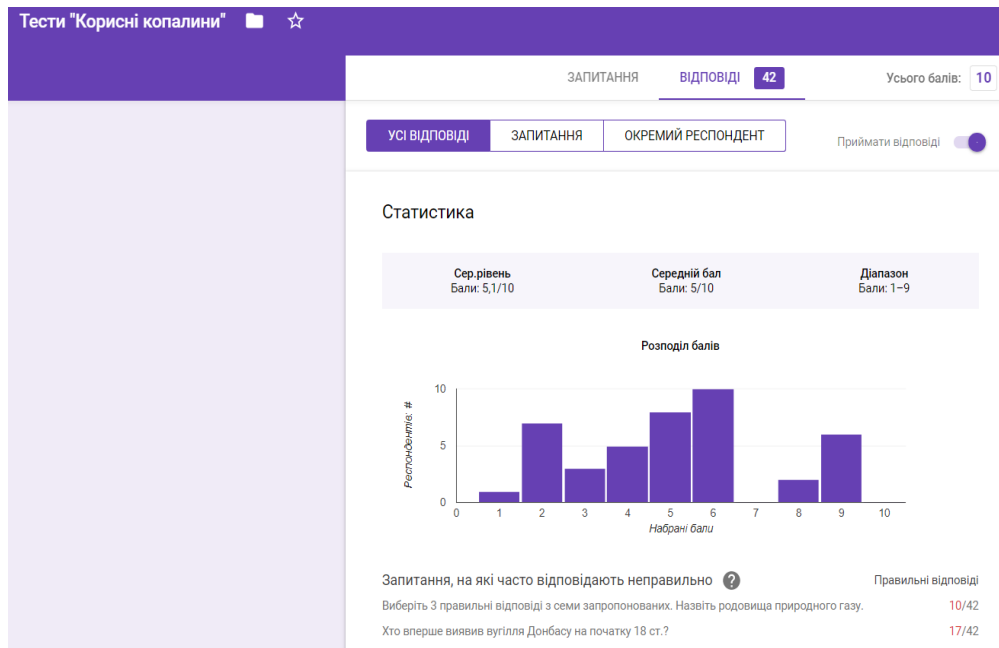 Тести "Корисні копалини"
ЗАПИТАННЯ ВІДПОВІДІ 42 Усього балів: 10
УСІ ВІДПОВІДІ ЗАПИТАННЯ ОКРЕМИЙ РЕСПОНДЕНТ Приймати відповіді
Статистика
Сер.рівень Середній бал Діапазон
Бали: 5,1/10 Бали: 5/10 Бали: 1–9
Розподіл балів
Респондентів: #
10
5
0
0 1 2 3 4 5 6 7 8 9 10
Набрані бали
Запитання, на які часто відповідають неправильно ? Правильні відповіді
Виберіть 3 правильні відповіді з семи запропонованих. Назвіть родовища природного газу. 10/42
Хто вперше виявив вугілля Донбасу на початку 18 ст.? 17/42